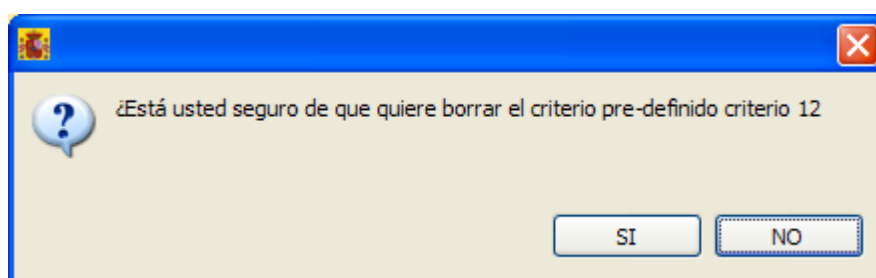 ¿Está usted seguro de que quiere borrar el criterio pre-definido criterio 12
SI
NO